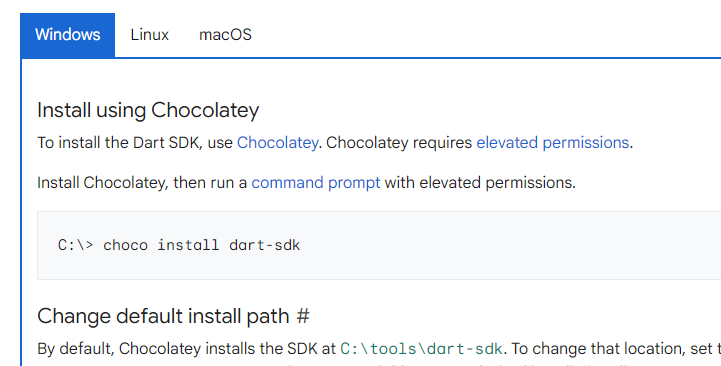 Windows Linux macOS
Install using Chocolatey
To install the Dart SDK, use Chocolatey. Chocolatey requires elevated permissions.
Install Chocolatey, then run a command prompt with elevated permissions.
C:\> choco install dart-sdk
Change default install path #
By default, Chocolatey installs the SDK at C:\tools\dart-sdk. To change that location, set